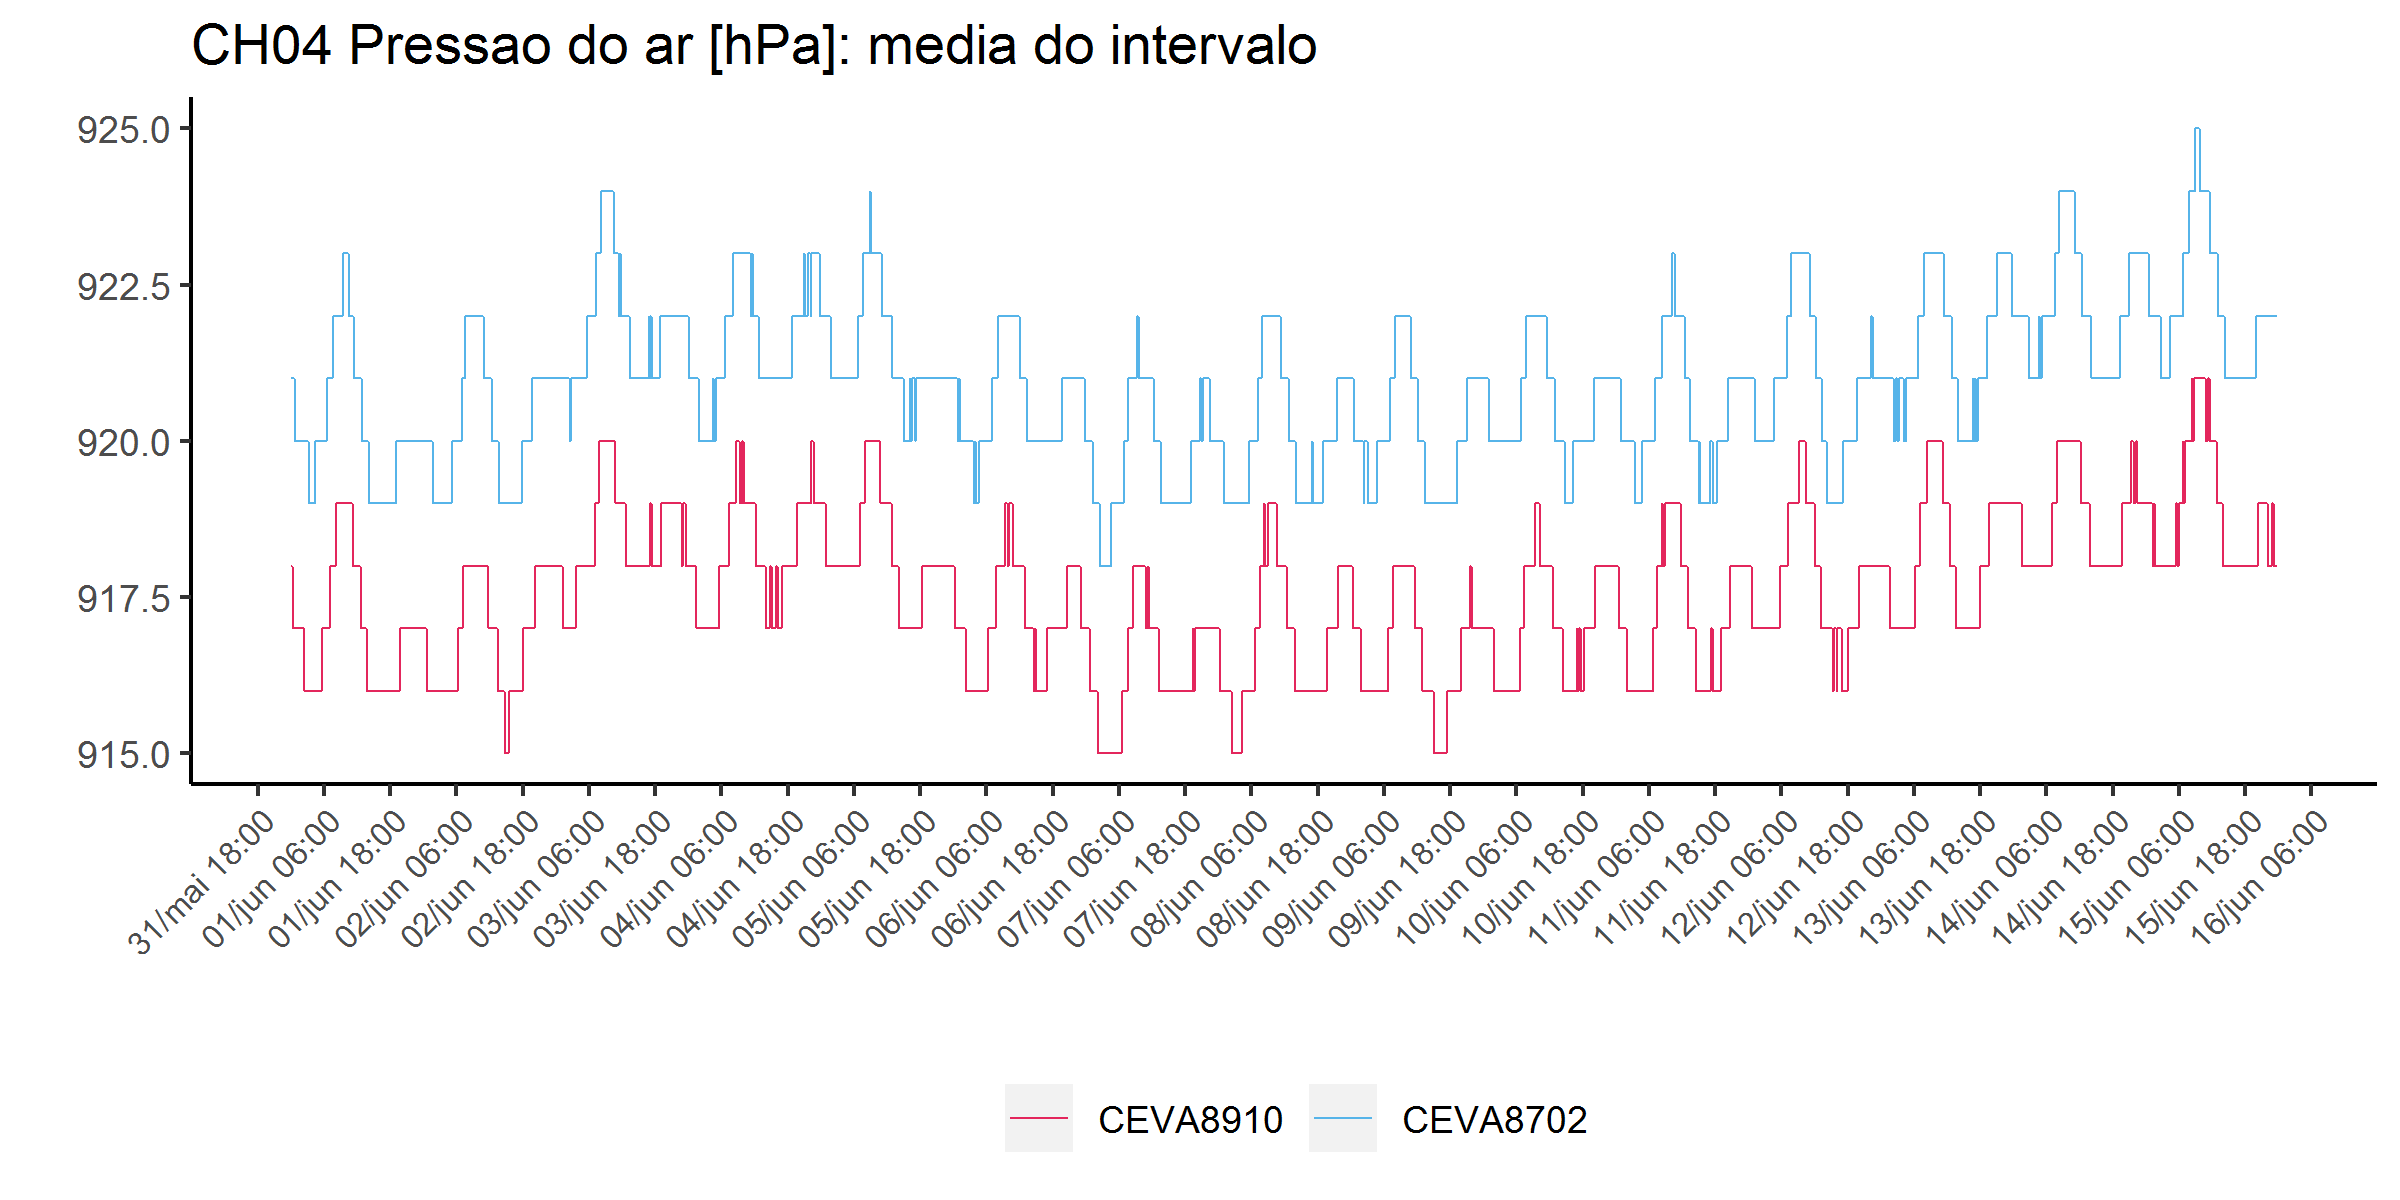 CH04 Pressao do ar [hPa]: media do intervalo
925.0
922.5
920.0
917.5
915.0
31/mai 18:00
01/jun 06:00
01/jun 18:00
02/jun 06:00
02/jun 18:00
03/jun 06:00
03/jun 18:00
04/jun 06:00
04/jun 18:00
05/jun 06:00
05/jun 18:00
06/jun 06:00
06/jun 18:00
07/jun 06:00
07/jun 18:00
08/jun 06:00
08/jun 18:00
09/jun 06:00
09/jun 18:00
10/jun 06:00
10/jun 18:00
11/jun 06:00
11/jun 18:00
12/jun 06:00
12/jun 18:00
13/jun 06:00
13/jun 18:00
14/jun 06:00
14/jun 18:00
15/jun 06:00
15/jun 18:00
16/jun 06:00
CEVA8910 CEVA8702